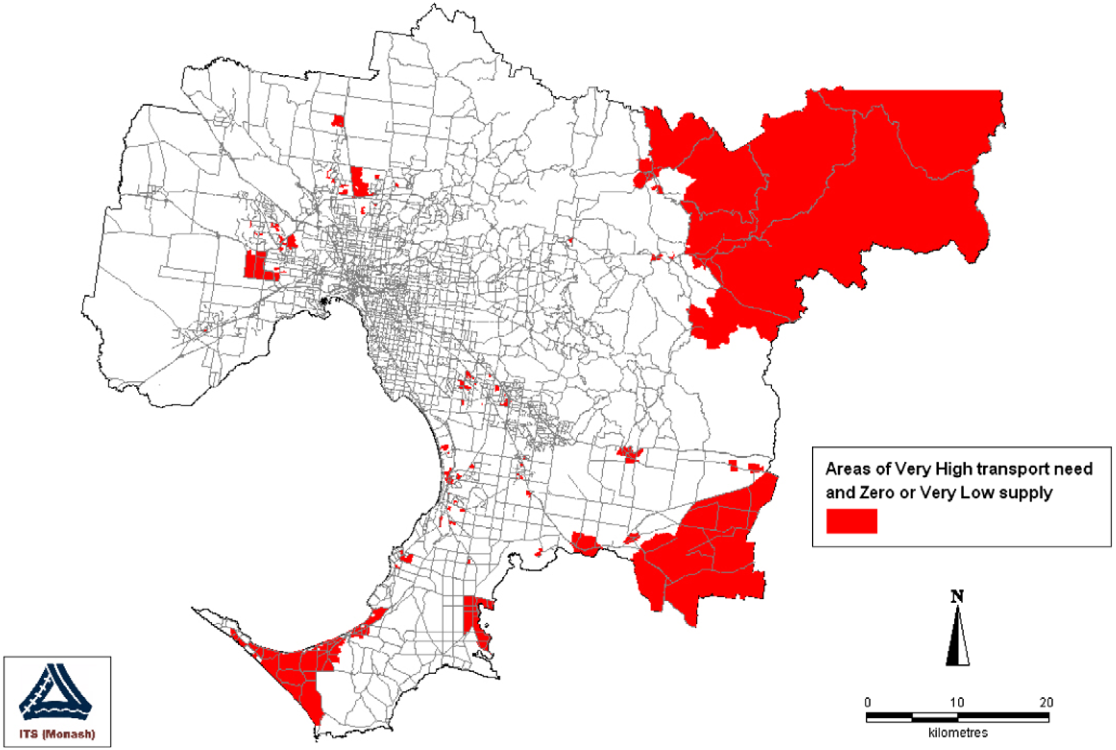 Areas of Very High transport need
and Zero or Very Low supply
N
0 10 20
kilometres
ITS (Monash)